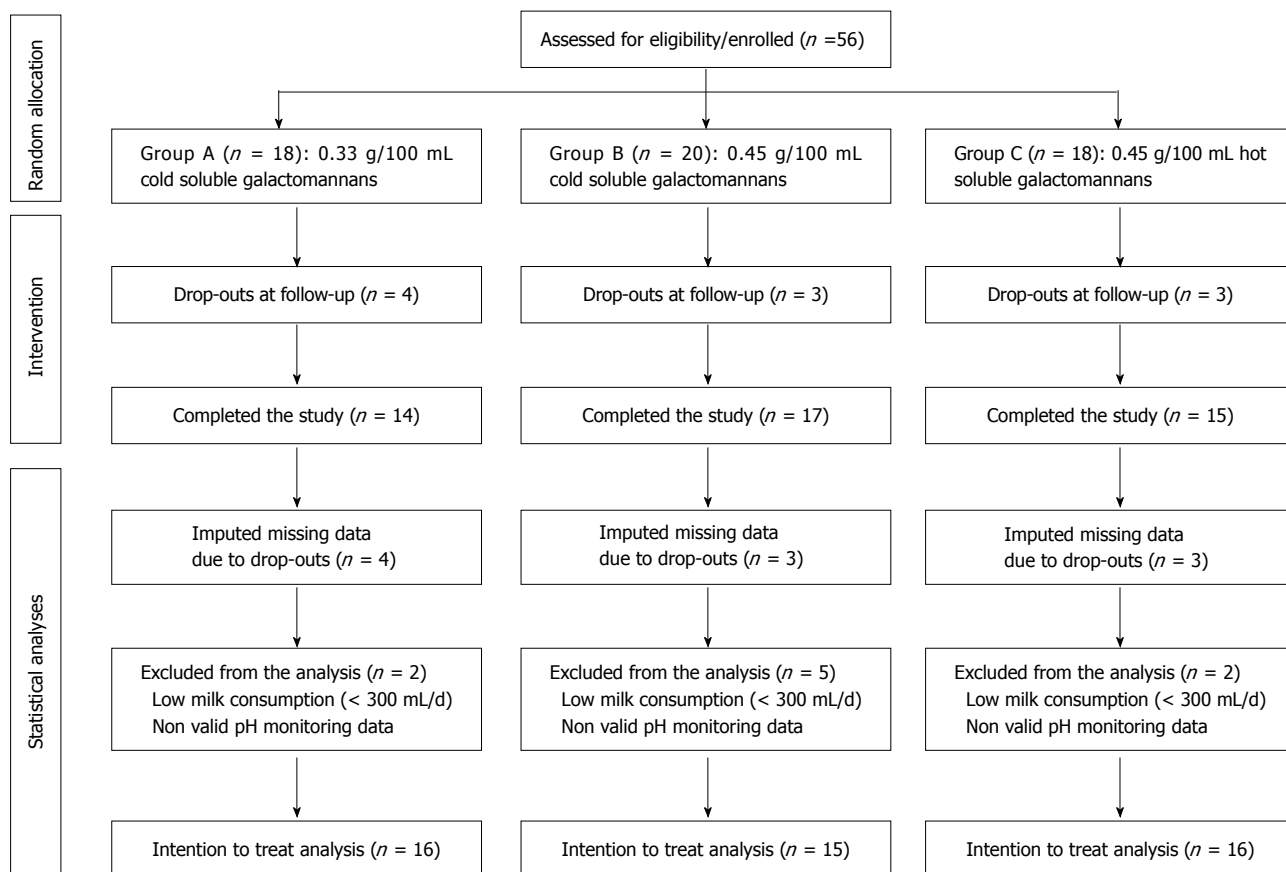 Random allocation
Assessed for eligibility/enrolled (n =56)
Group A (n = 18): 0.33 g/100 mL
cold soluble galactomannans
Group B (n = 20): 0.45 g/100 mL
cold soluble galactomannans
Group C (n = 18): 0.45 g/100 mL hot
soluble galactomannans
Intervention
Drop-outs at follow-up (n = 4)
Drop-outs at follow-up (n = 3)
Drop-outs at follow-up (n = 3)
Completed the study (n = 14)
Completed the study (n = 17)
Completed the study (n = 15)
Statistical analyses
Imputed missing data
due to drop-outs (n = 4)
Imputed missing data
due to drop-outs (n = 3)
Imputed missing data
due to drop-outs (n = 3)
Excluded from the analysis (n = 2)
Low milk consumption (< 300 mL/d)
Non valid pH monitoring data
Excluded from the analysis (n = 5)
Low milk consumption (< 300 mL/d)
Non valid pH monitoring data
Excluded from the analysis (n = 2)
Low milk consumption (< 300 mL/d)
Non valid pH monitoring data
Intention to treat analysis (n = 16)
Intention to treat analysis (n = 15)
Intention to treat analysis (n = 16)